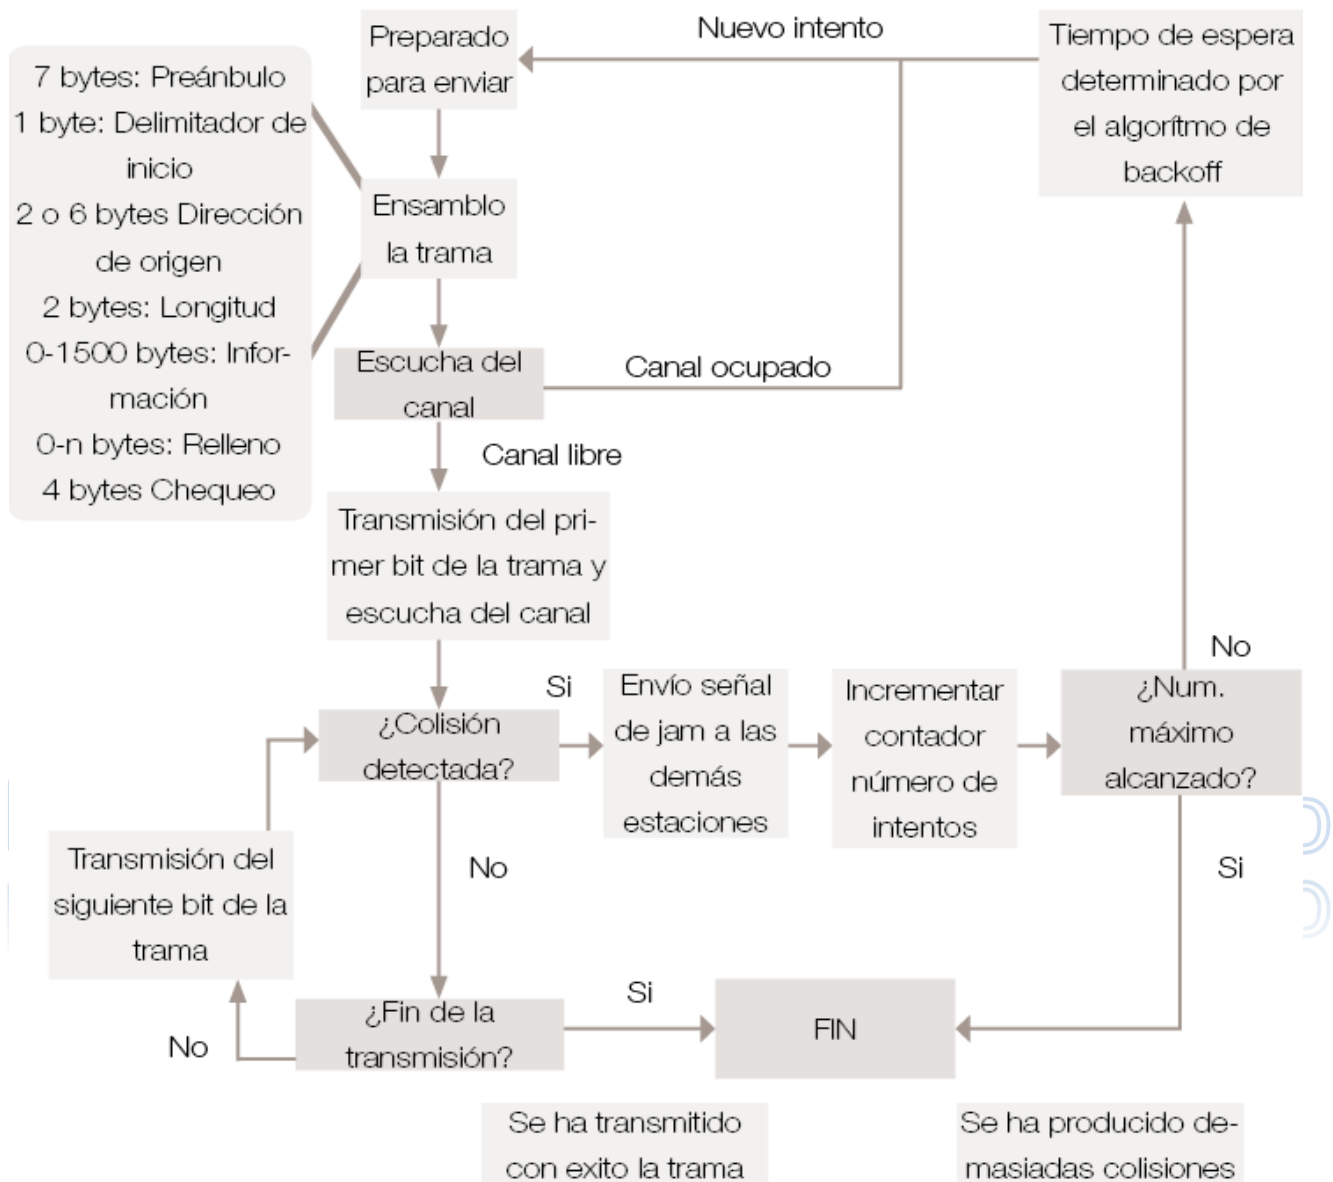 Preparado
para enviar
Nuevo intento
Tiempo de espera
determinado por
el algorítmo de
backoff
7 bytes: Preánbulo
1 byte: Delimitador de
inicio
2 o 6 bytes Dirección
de origen
2 bytes: Longitud
0-1500 bytes: Infor-
mación
0-n bytes: Relleno
4 bytes Chequeo
Ensamblo
la trama
Escucha del
canal
Canal ocupado
Canal libre
Transmisión del pri-
mer bit de la trama y
escucha del canal
¿Colisión
detectada?
Si
Envío señal
de jam a las
demás
estaciones
Incrementar
contador
número de
intentos
¿Num.
máximo
alcanzado?
No
Si
No
Transmisión del
siguiente bit de la
trama
No
¿Fin de la
transmisión?
Si
FIN
Se ha transmitido
con exito la trama
Se ha producido de-
masiadas colisiones